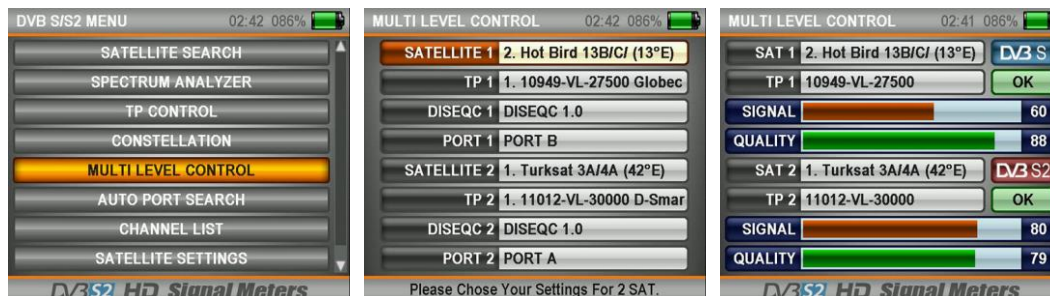 DVB S/S2 MENU 02:42 086%
SATELLITE SEARCH
SPECTRUM ANALYZER
TP CONTROL
CONSTELLATION
MULTI LEVEL CONTROL
AUTO PORT SEARCH
CHANNEL LIST
SATELLITE SETTINGS
DVB S2 HD Signal Meters
MULTI LEVEL CONTROL 02:42 086%
SATELLITE 1 2. Hot Bird 13B/C/ (13°E)
TP 1 1. 10949-VL-27500 Globec
DISEQC 1 DISEQC 1.0
PORT 1 PORT B
SATELLITE 2 1. Turksat 3A/4A (42°E)
TP 2 1. 11012-VL-30000 D-Smar
DISEQC 2 DISEQC 1.0
PORT 2 PORT A
Please Chose Your Settings For 2 SAT.
MULTI LEVEL CONTROL 02:41 086%
SAT 1 2. Hot Bird 13B/C/ (13°E) DVB S
TP 1 10949-VL-27500 OK
SIGNAL 60
QUALITY 88
SAT 2 1. Turksat 3A/4A (42°E) DVB S2
TP 2 11012-VL-30000 OK
SIGNAL 80
QUALITY 79
DVB S2 HD Signal Meters